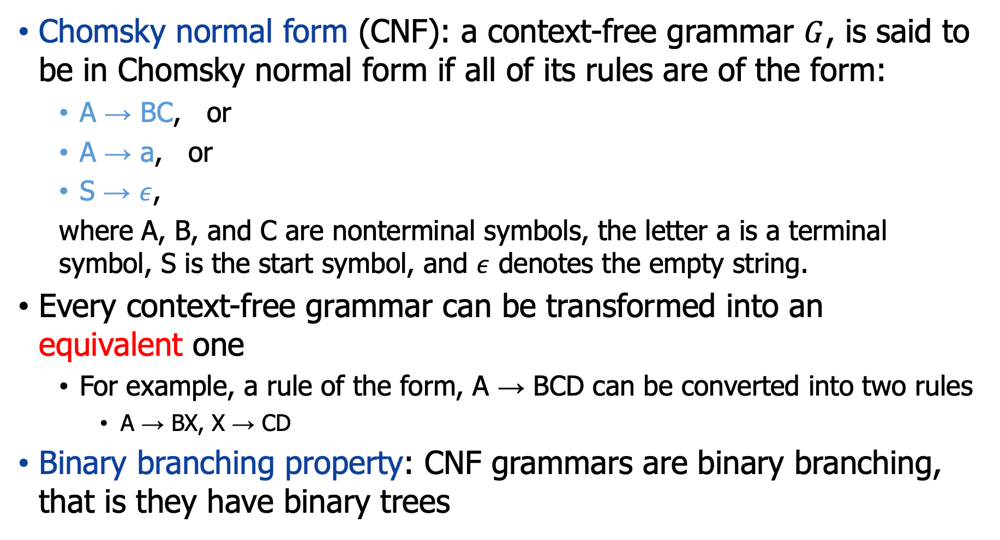 • Chomsky normal form (CNF): a context-free grammar G, is said to
be in Chomsky normal form if all of its rules are of the form:
• A → BC, or
• A → a, or
• S → ϵ,
where A, B, and C are nonterminal symbols, the letter a is a terminal
symbol, S is the start symbol, and ϵ denotes the empty string.
• Every context-free grammar can be transformed into an
equivalent one
• For example, a rule of the form, A → BCD can be converted into two rules
• A → BX, X → CD
• Binary branching property: CNF grammars are binary branching,
that is they have binary trees